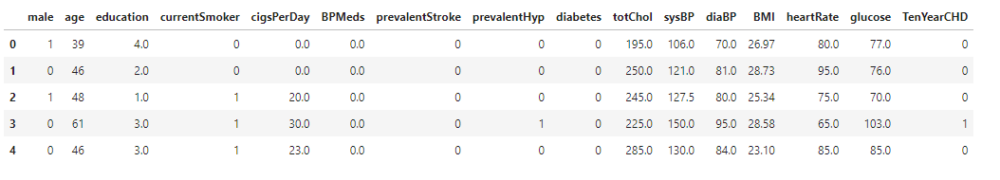 male age education currentSmoker cigsPerDay BPMeds prevalentStroke prevalentHyp diabetes totChol sysBP diaBP BMI heartRate glucose TenYearCHD
0 1 39 4.0 0 0.0 0.0 0 0 0 195.0 106.0 70.0 26.97 80.0 77.0 0
1 0 46 2.0 0 0.0 0.0 0 0 0 250.0 121.0 81.0 28.73 95.0 76.0 0
2 1 48 1.0 1 20.0 0.0 0 0 0 245.0 127.5 80.0 25.34 75.0 70.0 0
3 0 61 3.0 1 30.0 0.0 0 1 0 225.0 150.0 95.0 28.58 65.0 103.0 1
4 0 46 3.0 1 23.0 0.0 0 0 0 285.0 130.0 84.0 23.10 85.0 85.0 0